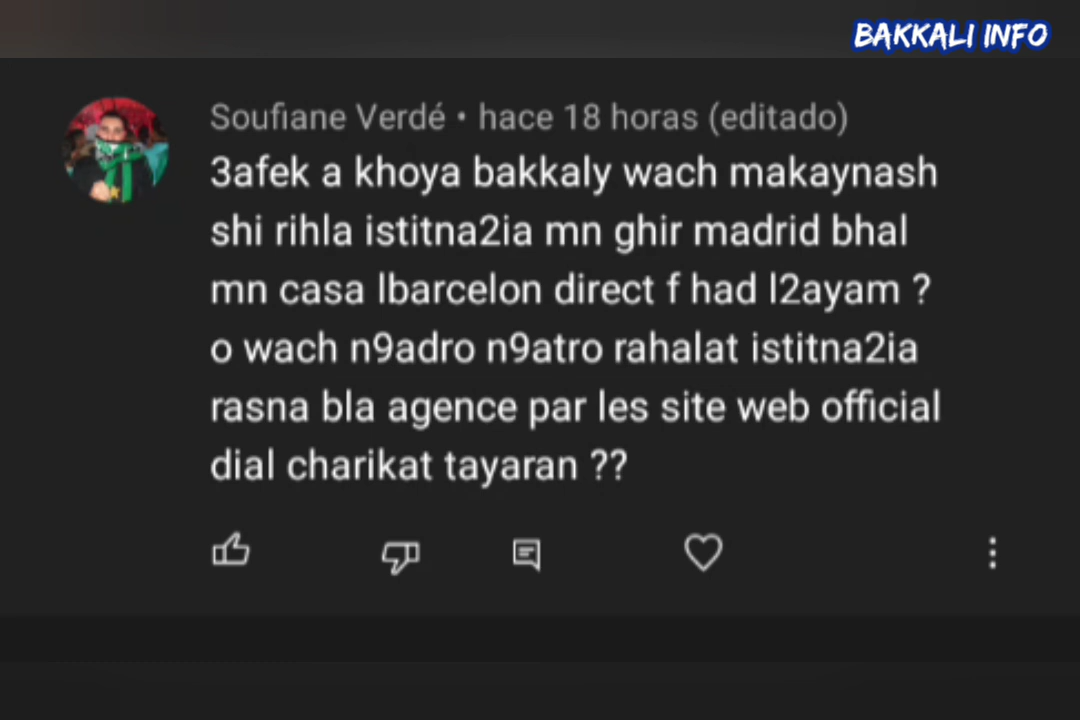 BAKKALI INFO
Soufiane Verdé • hace 18 horas (editado)
3afek a khoya bakkaly wach makaynash
shi rihla istitna2ia mn ghir madrid bhal
mn casa lbarcelon direct f had l2ayam ?
o wach n9adro n9atro rahalat istitna2ia
rasna bla agence par les site web official
dial charikat tayaran ??